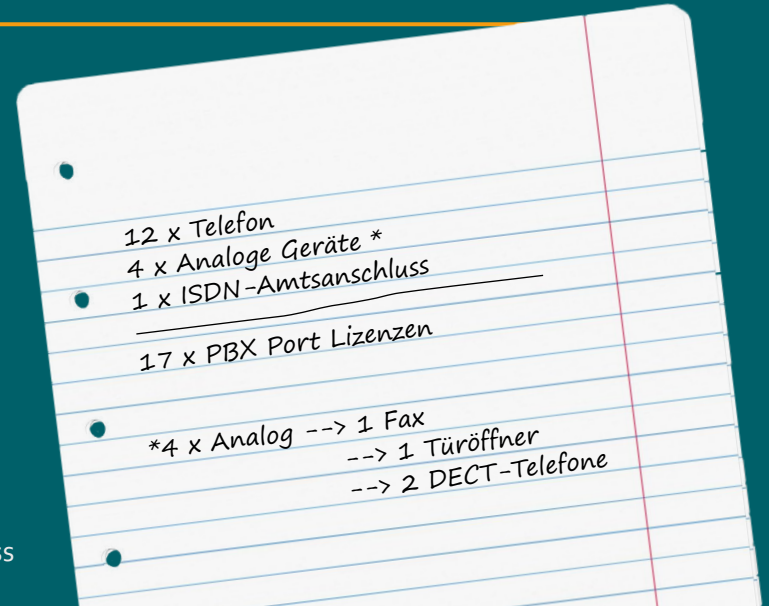 12 x Telefon
4 x Analoge Geräte *
1 x ISDN-Amtsanschluss
17 x PBX Port Lizenzen
*4 x Analog --> 1 Fax
--> 1 Türöffner
--> 2 DECT-Telefone